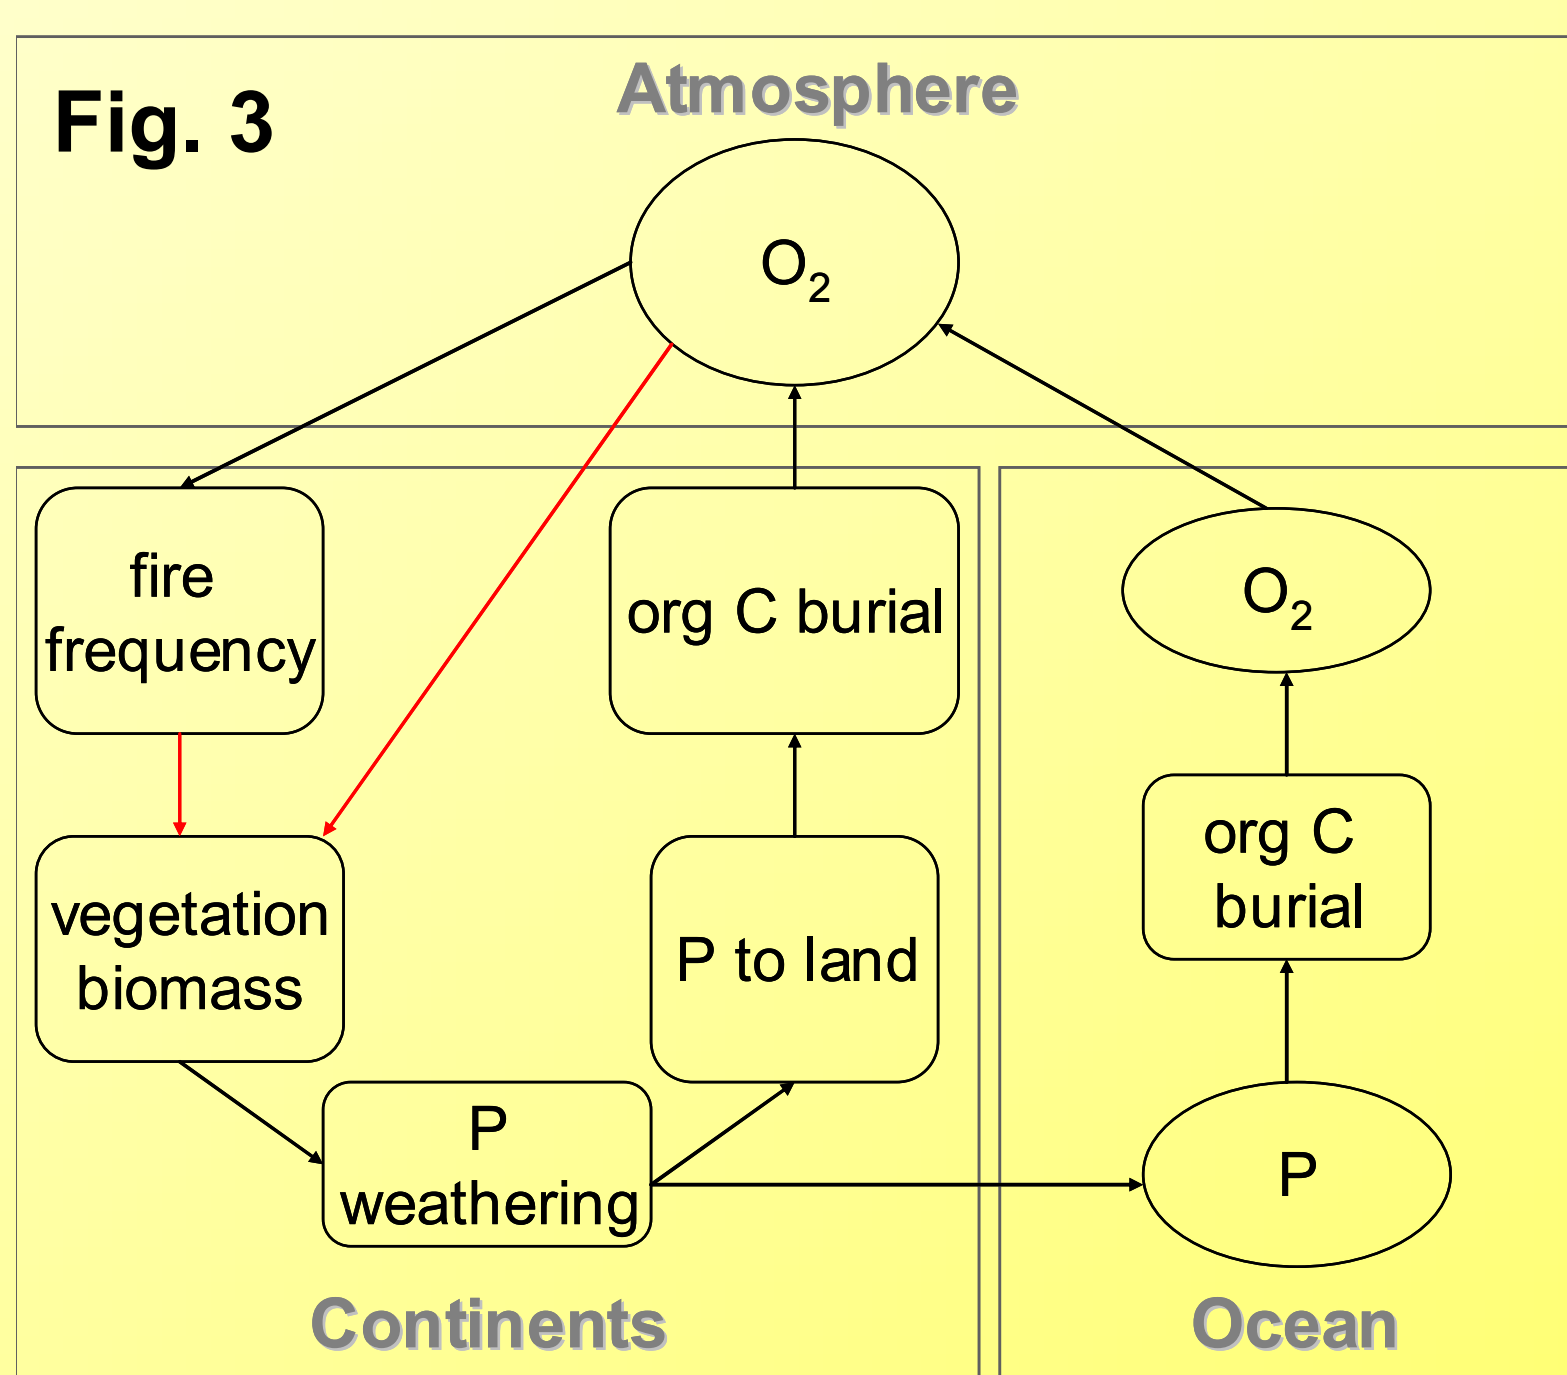 Fig. 3
Atmosphere
O₂
fire
frequency
org C burial
O₂
vegetation
biomass
P to land
org C
burial
P
weathering
P
Continents
Ocean